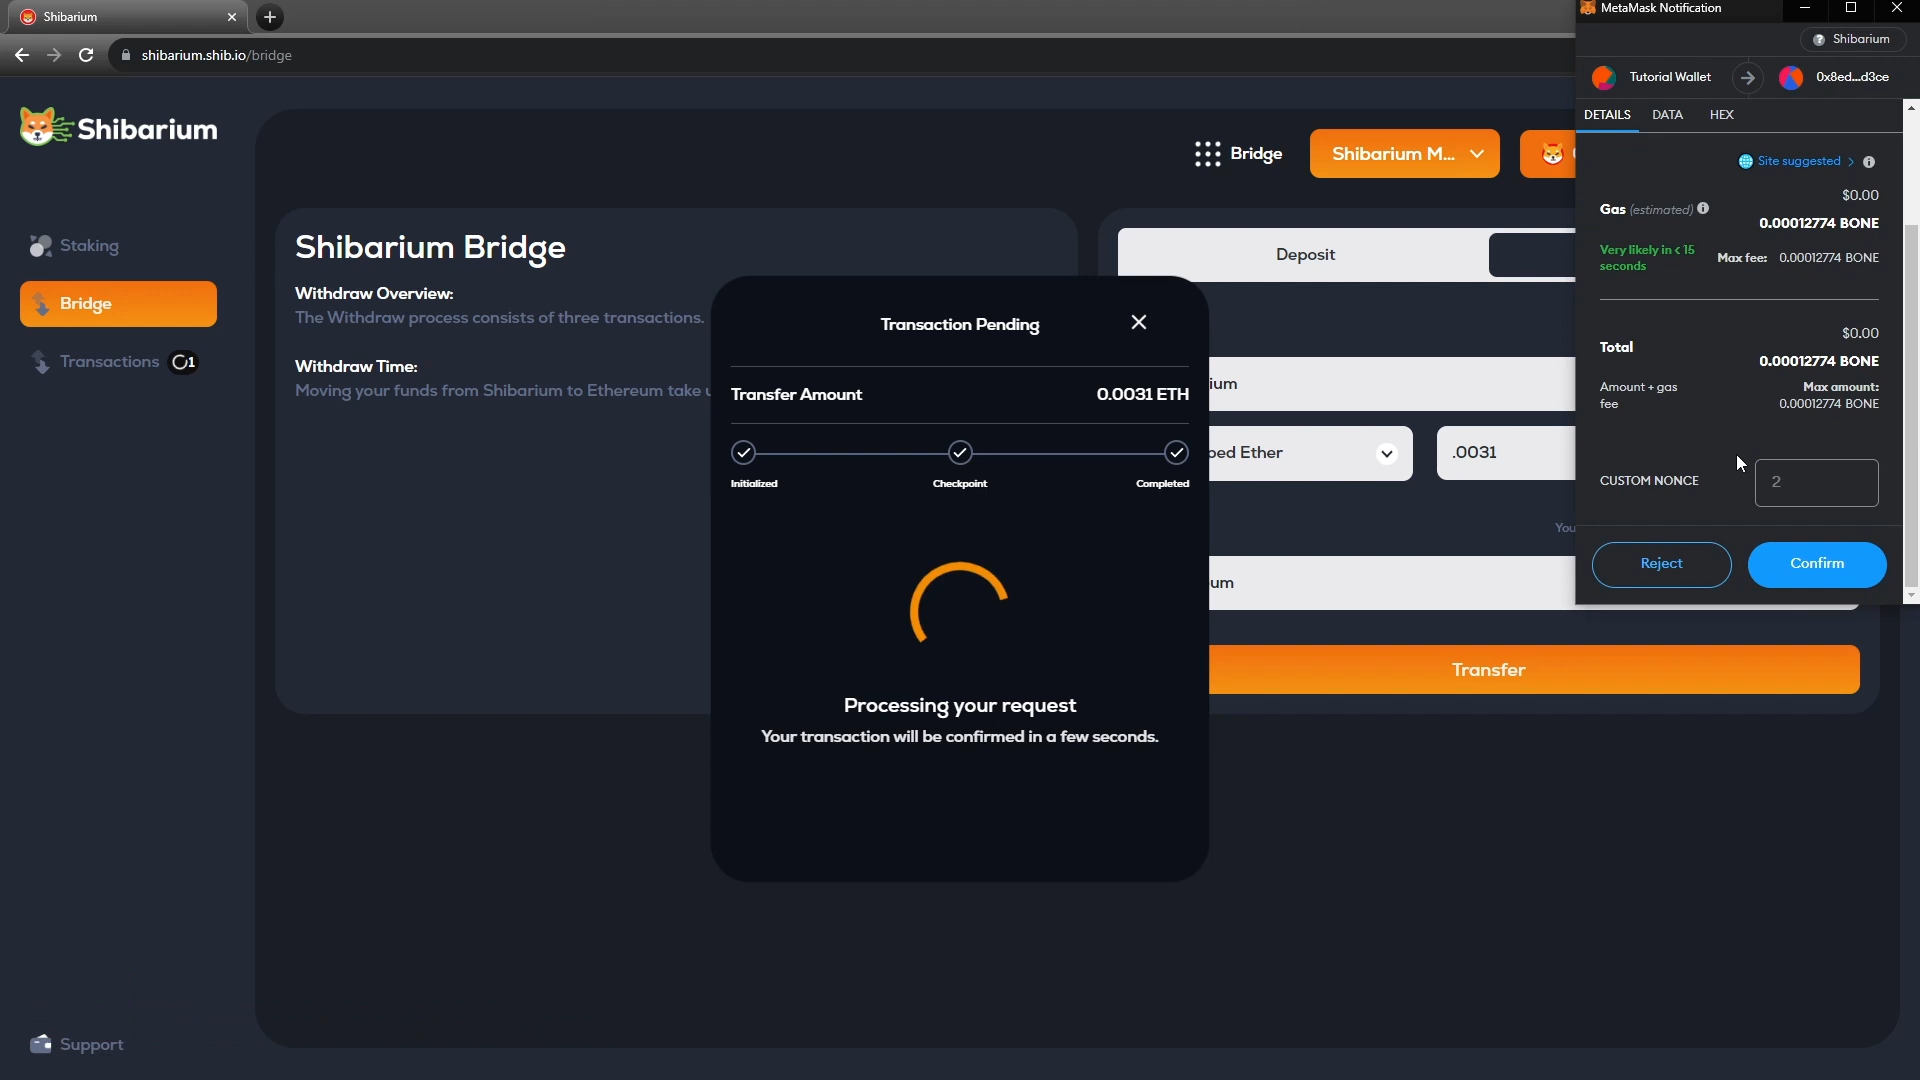 Shibarium
shibarium.shib.io/bridge
Shibarium
Staking
Bridge
Transactions 1
Support
Bridge
Shibarium M...
Shibarium Bridge
Withdraw Overview:
The Withdraw process consists of three transactions.
Withdraw Time:
Moving your funds from Shibarium to Ethereum take
Deposit
ium
ped Ether
.0031
You
um
Transfer
Transaction Pending
Transfer Amount 0.0031 ETH
Initialized Checkpoint Completed
Processing your request
Your transaction will be confirmed in a few seconds.
MetaMask Notification
Shibarium
Tutorial Wallet 0x8ed...d3ce
DETAILS DATA HEX
Site suggested >
$0.00
Gas (estimated) 0.00012774 BONE
Very likely in < 15 seconds Max fee: 0.00012774 BONE
$0.00
Total 0.00012774 BONE
Amount + gas fee Max amount: 0.00012774 BONE
CUSTOM NONCE 2
Reject Confirm